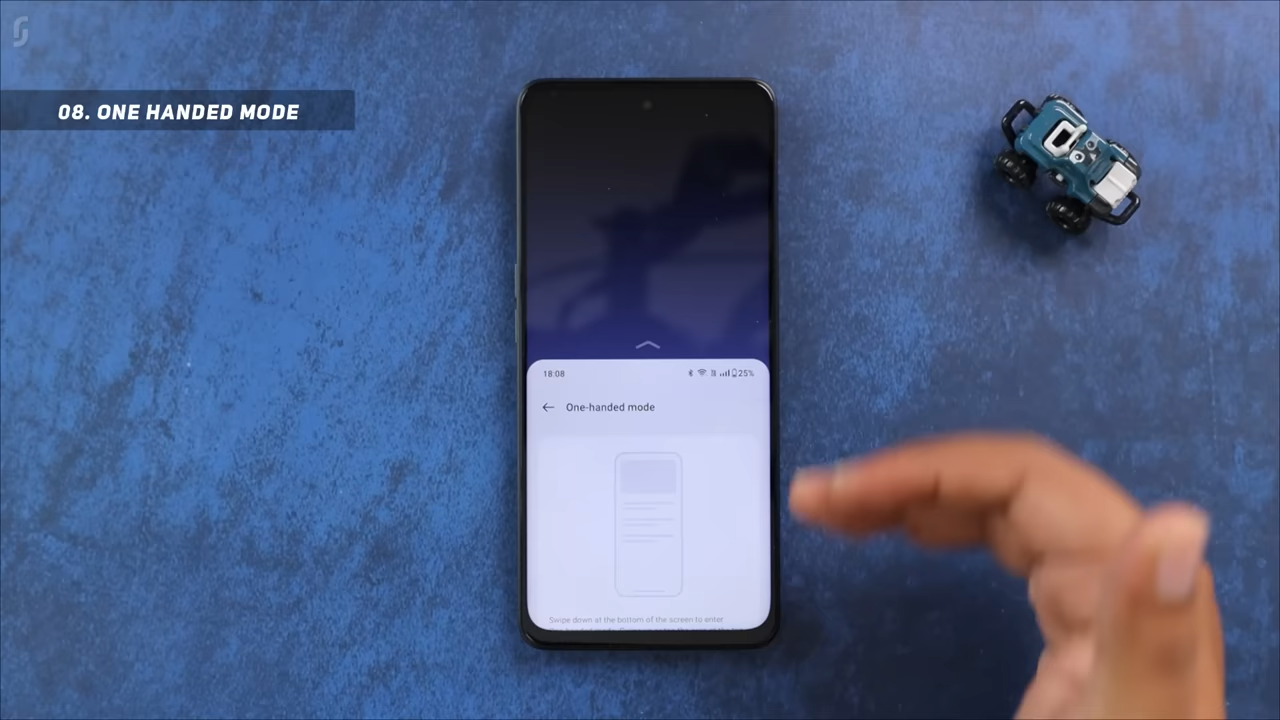 08. ONE HANDED MODE
18:08
25%
One-handed mode
Swipe down at the bottom of the screen to enter